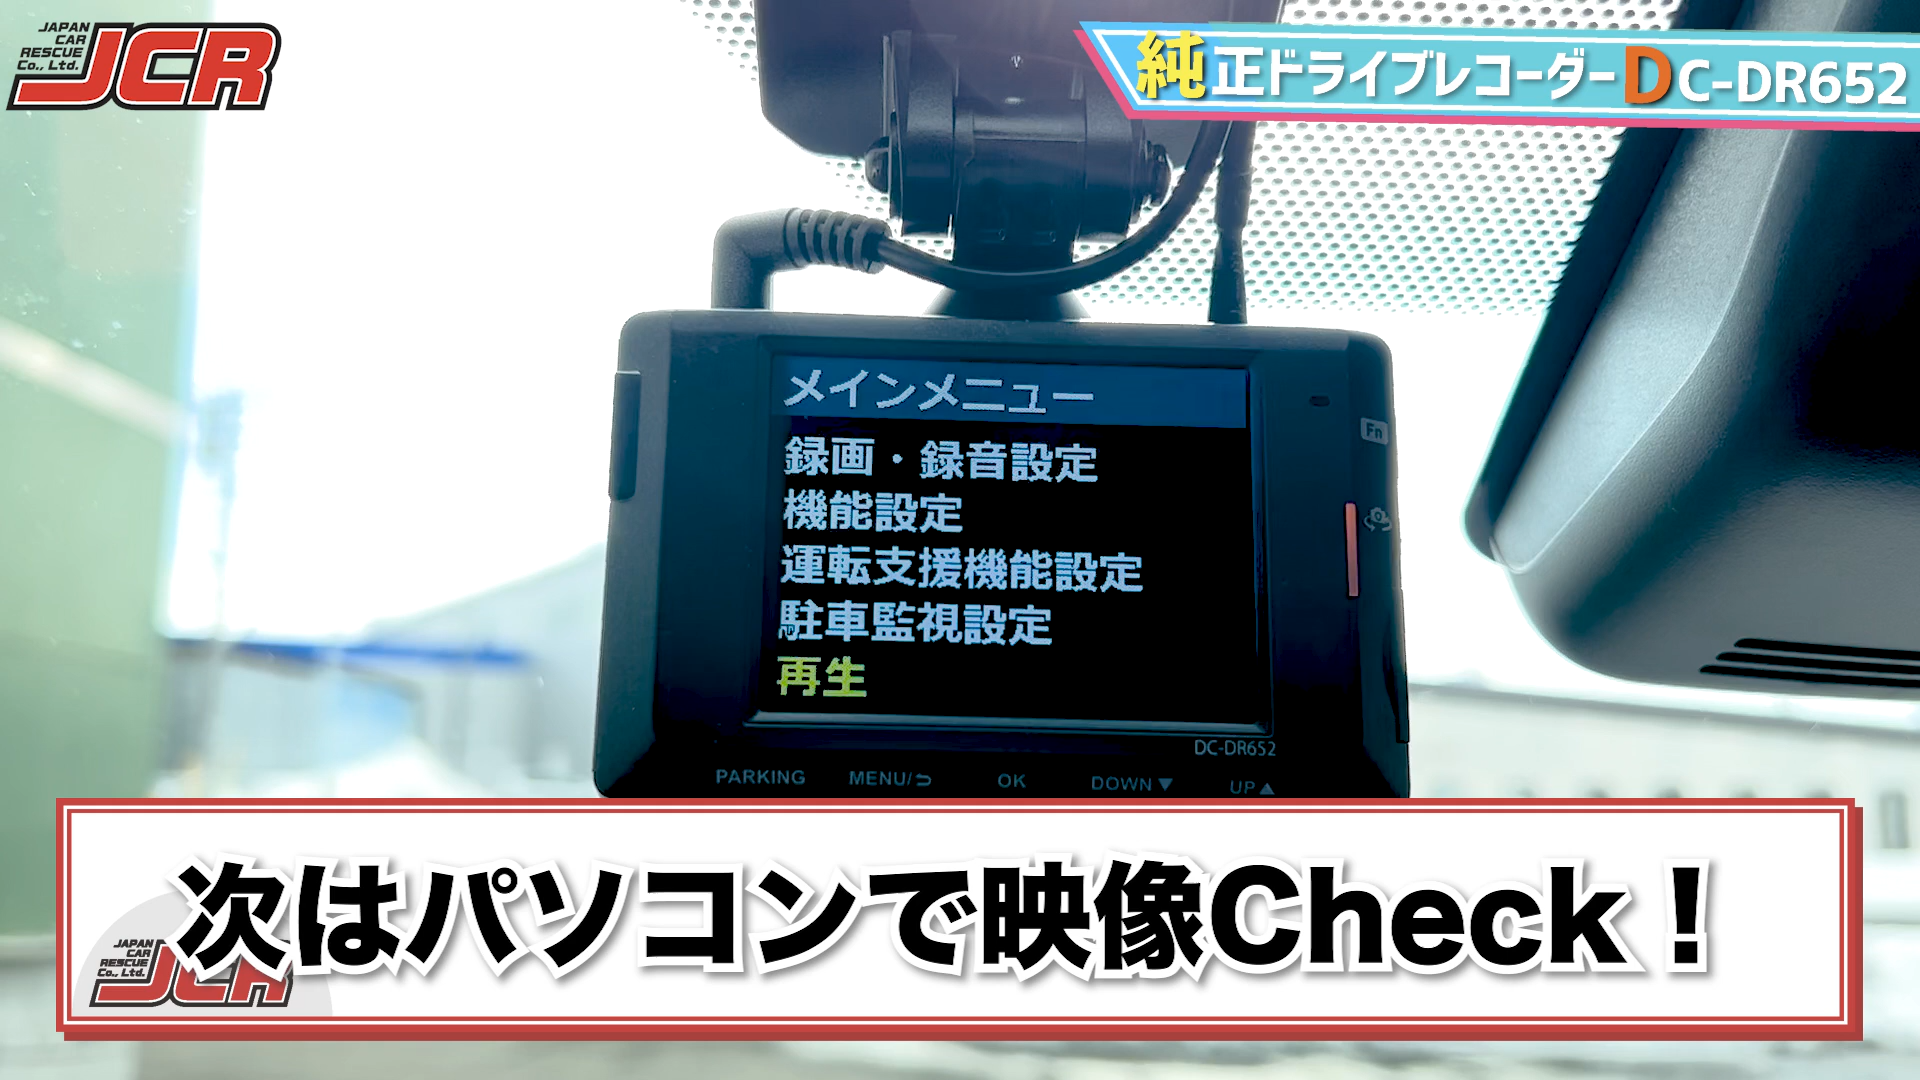 JAPAN
CAR
RESCUE
Co., Ltd.
JCR
純正ドライブレコーダーDC-DR652
メインメニュー
録画・録音設定
機能設定
運転支援機能設定
駐車監視設定
再生
Fn
DC-DR652
PARKING MENU/⮌ OK DOWN▼ UP▲
次はパソコンで映像Check！
JAPAN
CAR
RESCUE
Co., Ltd.
JCR